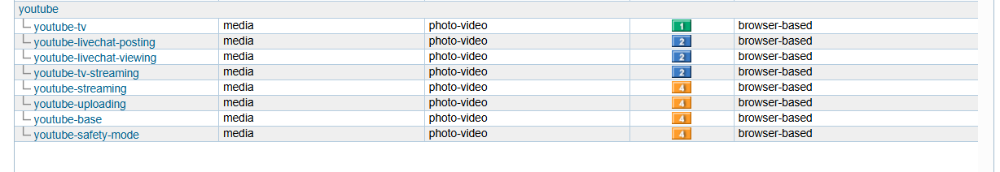 youtube
youtube-tv media photo-video 1 browser-based
youtube-livechat-posting media photo-video 2 browser-based
youtube-livechat-viewing media photo-video 2 browser-based
youtube-tv-streaming media photo-video 2 browser-based
youtube-streaming media photo-video 4 browser-based
youtube-uploading media photo-video 4 browser-based
youtube-base media photo-video 4 browser-based
youtube-safety-mode media photo-video 4 browser-based